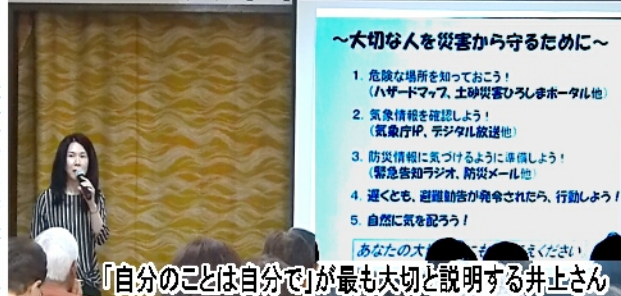 ～大切な人を災害から守るために～
1. 危険な場所を知っておこう！
（ハザードマップ、土砂災害ひろしまポータル他）
2. 気象情報を確認しよう！
（気象庁HP、デジタル放送他）
3. 防災情報に気づけるように準備しよう！
（緊急告知ラジオ、防災メール他）
4. 遅くとも、避難勧告が発令されたら、行動しよう！
5. 自然に気を配ろう！
あなたの大
ください
「自分のことは自分で」が最も大切と説明する井上さん